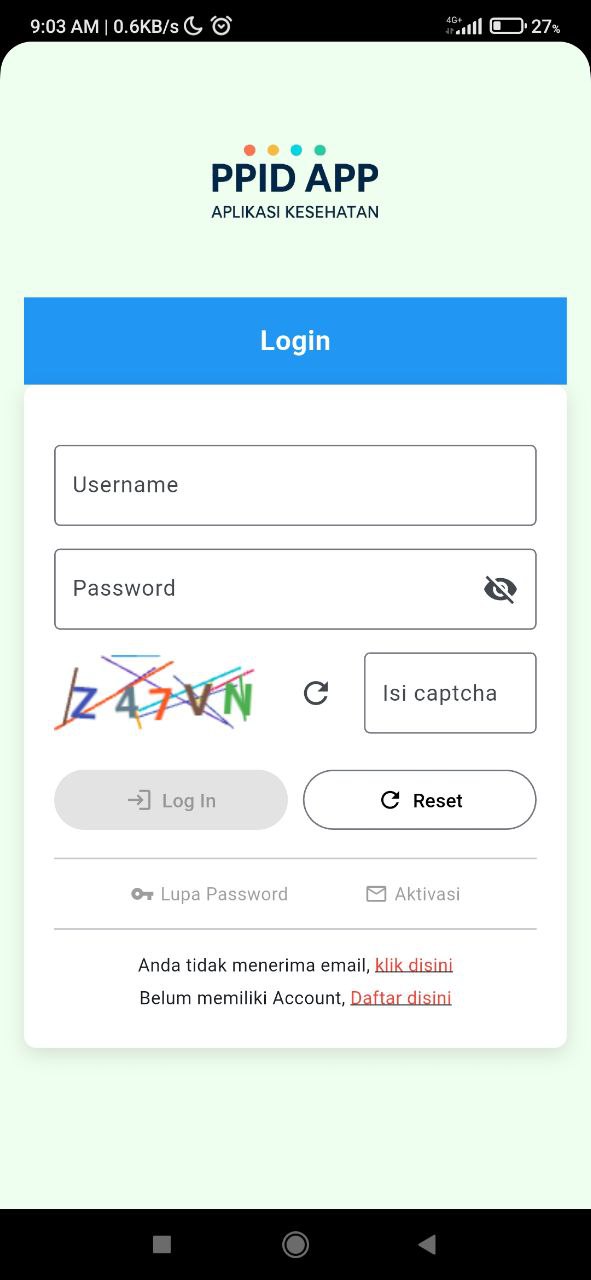 9:03 AM | 0.6KB/s 4G+ 27%
PPID APP
APLIKASI KESEHATAN
Login
Username
Password
Z47VN Isi captcha
Log In Reset
Lupa Password Aktivasi
Anda tidak menerima email, klik disini
Belum memiliki Account, Daftar disini